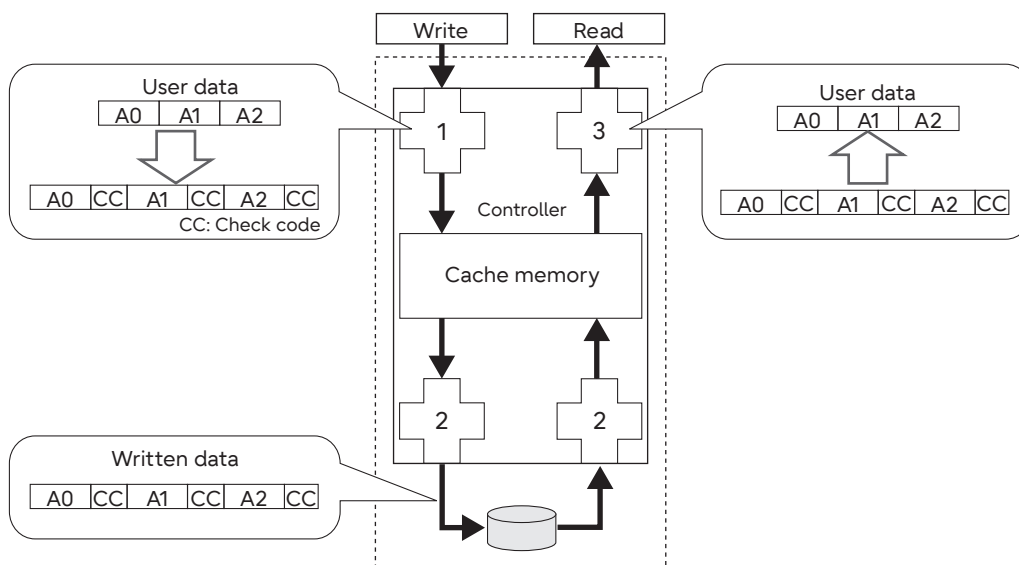 Write
Read
User data
A0 A1 A2
A0 CC A1 CC A2 CC
CC: Check code
1
3
User data
A0 A1 A2
A0 CC A1 CC A2 CC
Controller
Cache memory
2
2
Written data
A0 CC A1 CC A2 CC